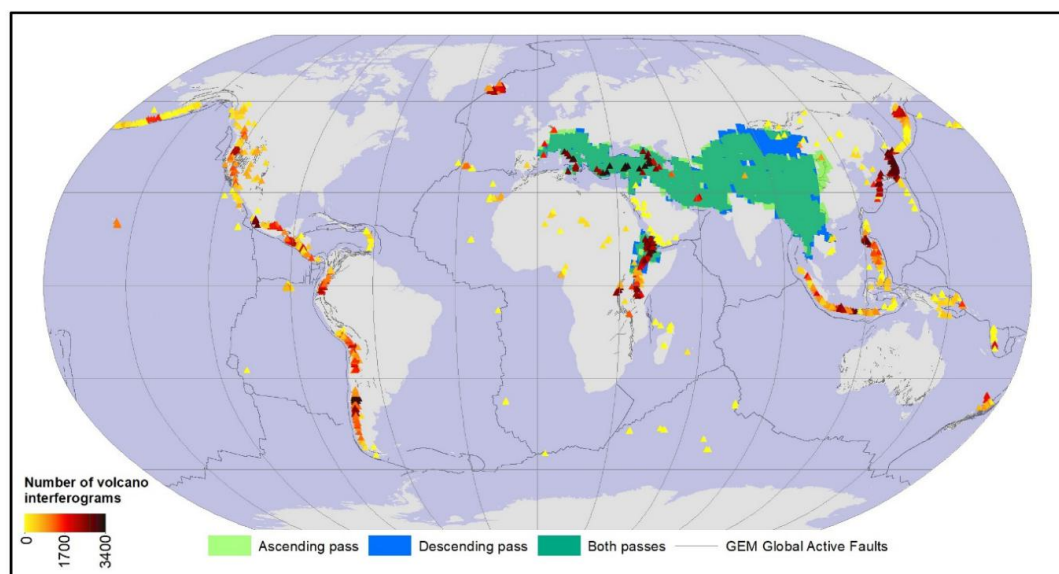 Number of volcano
interferograms
0
1700
3400
Ascending pass
Descending pass
Both passes
GEM Global Active Faults